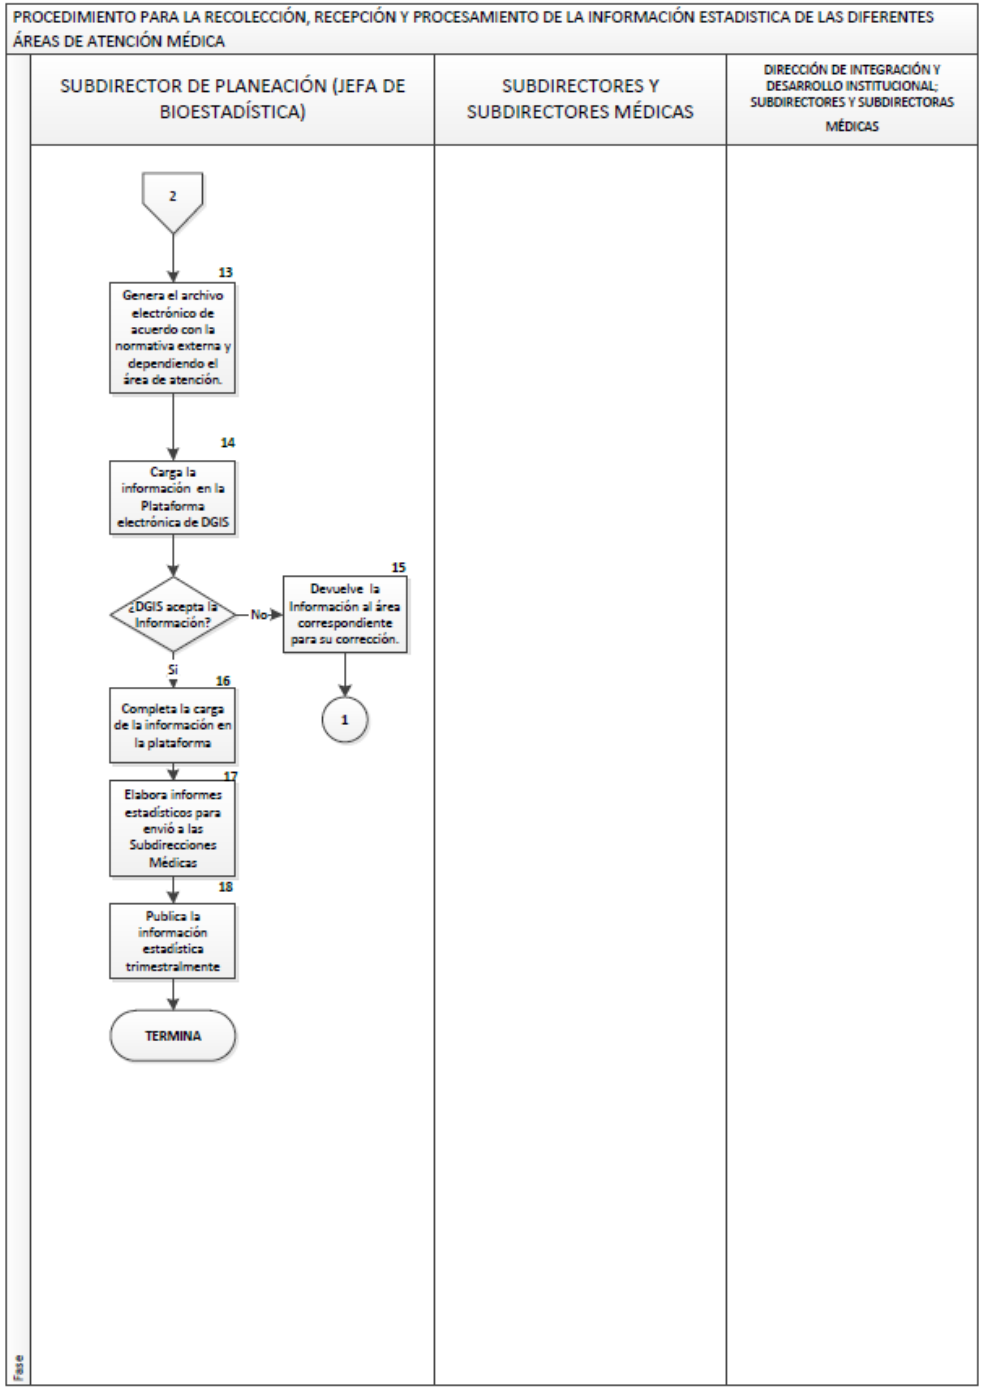 PROCEDIMIENTO PARA LA RECOLECCIÓN, RECEPCIÓN Y PROCESAMIENTO DE LA INFORMACIÓN ESTADISTICA DE LAS DIFERENTES
ÁREAS DE ATENCIÓN MÉDICA
SUBDIRECTOR DE PLANEACIÓN (JEFA DE
BIOESTADÍSTICA)
SUBDIRECTORES Y
SUBDIRECTORES MÉDICAS
DIRECCIÓN DE INTEGRACIÓN Y
DESARROLLO INSTITUCIONAL;
SUBDIRECTORES Y SUBDIRECTORAS
MÉDICAS
2
13
Genera el archivo
electrónico de
acuerdo con la
normativa externa y
dependiendo el
área de atención.
14
Carga la
información en la
Plataforma
electrónica de DGIS
¿DGIS acepta la
Información?
No
15
Devuelve la
Información al área
correspondiente
para su corrección.
1
Si
16
Completa la carga
de la información en
la plataforma
17
Elabora informes
estadísticos para
envió a las
Subdirecciones
Médicas
18
Publica la
información
estadística
trimestralmente
TERMINA
Fase